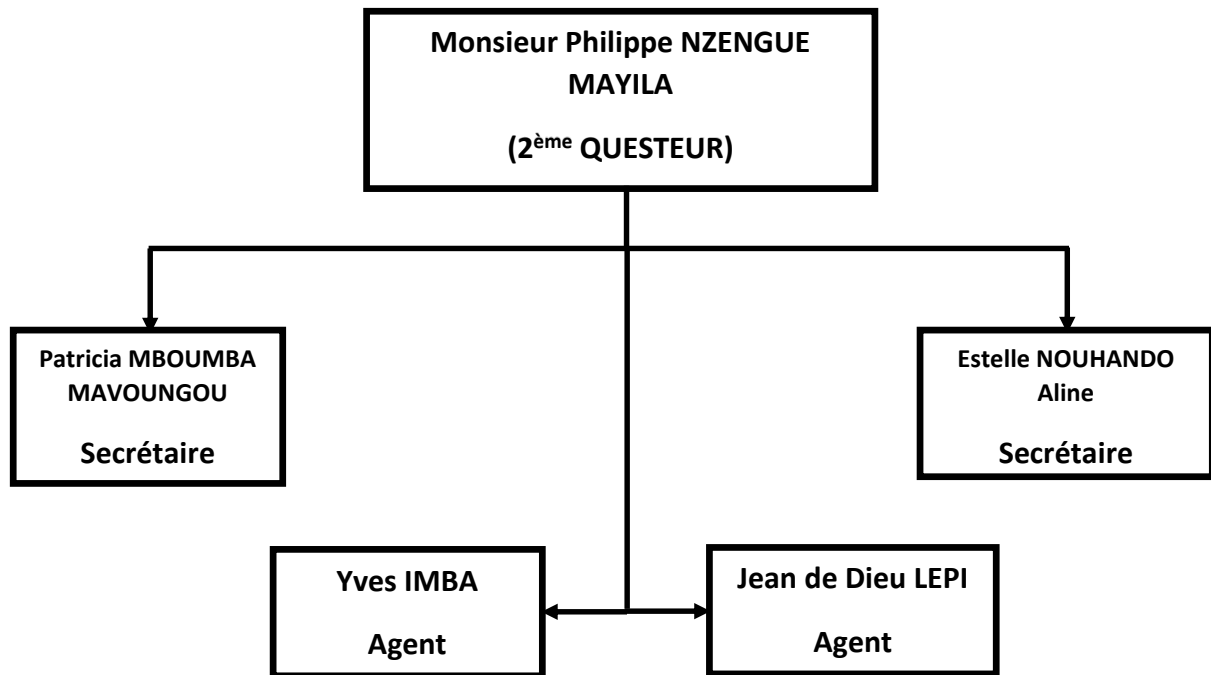 Monsieur Philippe NZENGUE
MAYILA
(2ème QUESTEUR)
Patricia MBOUMBA
MAVOUNGOU
Secrétaire
Estelle NOUHANDO
Aline
Secrétaire
Yves IMBA
Agent
Jean de Dieu LEPI
Agent